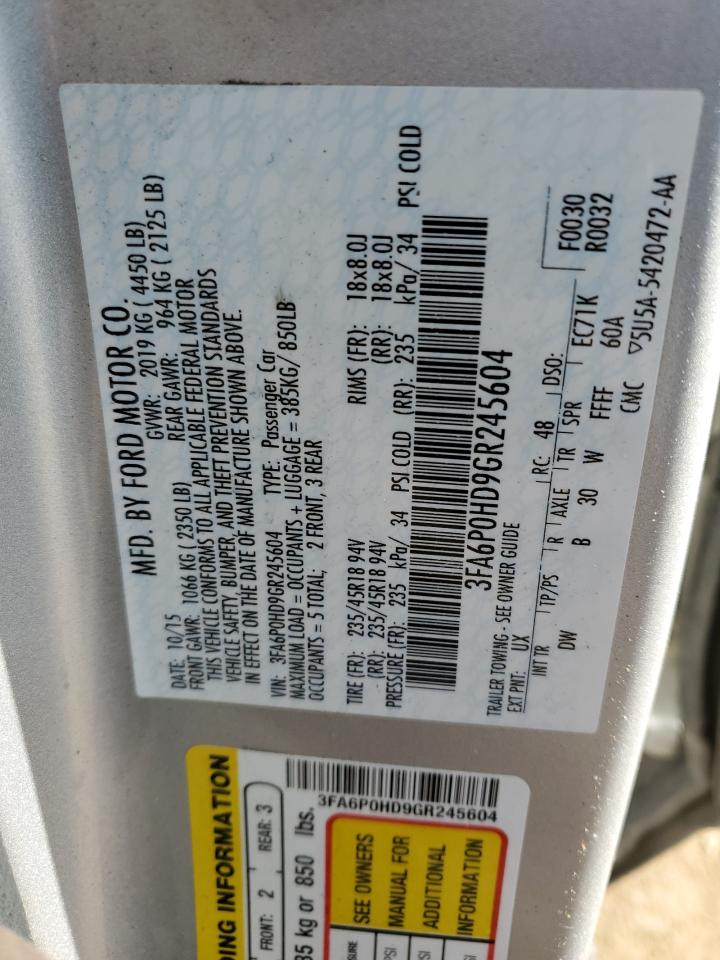 MFD. BY FORD MOTOR CO.
DATE: 10/15 GVWR: 2019 KG ( 4450 LB)
FRONT GAWR: 1066 KG ( 2350 LB) REAR GAWR: 964 KG ( 2125 LB)
THIS VEHICLE CONFORMS TO ALL APPLICABLE FEDERAL MOTOR
VEHICLE SAFETY, BUMPER, AND THEFT PREVENTION STANDARDS
IN EFFECT ON THE DATE OF MANUFACTURE SHOWN ABOVE.
VIN: 3FA6P0HD9GR245604 TYPE: Passenger Car
MAXIMUM LOAD = OCCUPANTS + LUGGAGE = 385KG/ 850LB
OCCUPANTS = 5 TOTAL; 2 FRONT, 3 REAR
TIRE (FR): 235/45R18 94V RIMS (FR): 18x8.0J
(RR): 235/45R18 94V (RR): 18x8.0J
PRESSURE (FR): 235 kPa/ 34 PSI COLD (RR): 235 kPa/ 34 PSI COLD
3FA6P0HD9GR245604
TRAILER TOWING - SEE OWNER GUIDE
EXT PNT: UX RC: 48 DSO: F0030
INT TR TP/PS R AXLE TR SPR EC71K R0032
DW B 30 W FFFF 60A
CMC ▽5U5A-5420472-AA
DING INFORMATION
FRONT: 2 REAR: 3
85 kg or 850 lbs.
3FA6P0HD9GR245604
SEE OWNERS
MANUAL FOR
ADDITIONAL
INFORMATION
SURE
PSI
PSI